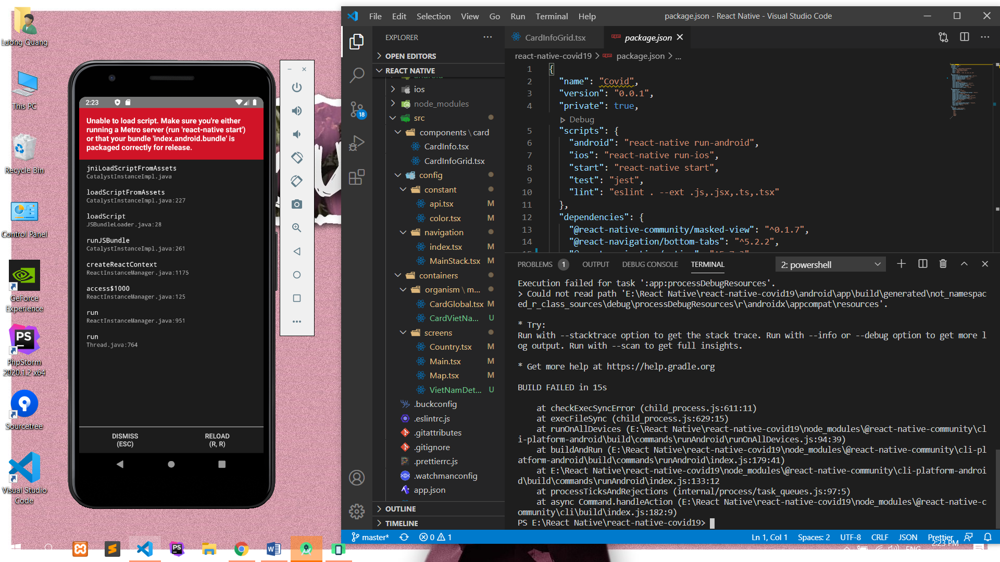 Lương Quang
This PC
Recycle Bin
Control Panel
GeForce
Experience
PhpStorm
2020.1.2 x64
Sourcetree
Visual Studio
Code
2:23
Unable to load script. Make sure you're either
running a Metro server (run 'react-native start')
or that your bundle 'index.android.bundle' is
packaged correctly for release.
jniLoadScriptFromAssets
CatalystInstanceImpl.java
loadScriptFromAssets
CatalystInstanceImpl.java:227
loadScript
JSBundleLoader.java:28
runJSBundle
CatalystInstanceImpl.java:261
createReactContext
ReactInstanceManager.java:1175
access$1000
ReactInstanceManager.java:125
run
ReactInstanceManager.java:951
run
Thread.java:764
DISMISS
(ESC)
RELOAD
(R, R)
File Edit Selection View Go Run Terminal Help
package.json - React Native - Visual Studio Code
EXPLORER
OPEN EDITORS
REACT NATIVE
android
ios
node_modules
src
components \ card
CardInfo.tsx
CardInfoGrid.tsx
config
constant
api.tsx M
color.tsx M
navigation
index.tsx M
MainStack.tsx M
containers
organism \ m...
CardGlobal.tsx M
CardVietNa... U
screens
Country.tsx M
Main.tsx M
Map.tsx M
VietNamDet... U
.buckconfig
.eslintrc.js
.gitattributes
.gitignore
.prettierrc.js
.watchmanconfig
app.json
OUTLINE
TIMELINE
18
CardInfoGrid.tsx
package.json
react-native-covid19 > package.json > ...
1 {
2 "name": "Covid",
3 "version": "0.0.1",
4 "private": true,
Debug
5 "scripts": {
6 "android": "react-native run-android",
7 "ios": "react-native run-ios",
8 "start": "react-native start",
9 "test": "jest",
10 "lint": "eslint . --ext .js,.jsx,.ts,.tsx"
11 },
12 "dependencies": {
13 "@react-native-community/masked-view": "^0.1.7",
14 "@react-navigation/bottom-tabs": "^5.2.2",
PROBLEMS 1 OUTPUT DEBUG CONSOLE TERMINAL
2: powershell
Execution failed for task ':app:processDebugResources'.
> Could not read path 'E:\React Native\react-native-covid19\android\app\build\generated\not_namespac
ed_r_class_sources\debug\processDebugResources\r\androidx\appcompat\resources'.
* Try:
Run with --stacktrace option to get the stack trace. Run with --info or --debug option to get more l
og output. Run with --scan to get full insights.
* Get more help at https://help.gradle.org
BUILD FAILED in 15s
at checkExecSyncError (child_process.js:611:11)
at execFileSync (child_process.js:629:15)
at runOnAllDevices (E:\React Native\react-native-covid19\node_modules\@react-native-community\cl
i-platform-android\build\commands\runAndroid\runOnAllDevices.js:94:39)
at buildAndRun (E:\React Native\react-native-covid19\node_modules\@react-native-community\cli-pl
atform-android\build\commands\runAndroid\index.js:179:41)
at E:\React Native\react-native-covid19\node_modules\@react-native-community\cli-platform-androi
d\build\commands\runAndroid\index.js:133:12
at processTicksAndRejections (internal/process/task_queues.js:97:5)
at async Command.handleAction (E:\React Native\react-native-covid19\node_modules\@react-native-c
ommunity\cli\build\index.js:182:9)
PS E:\React Native\react-native-covid19>
master* 0 1
Ln 1, Col 1 Spaces: 2 UTF-8 CRLF JSON Prettier
ENG 2:23 PM